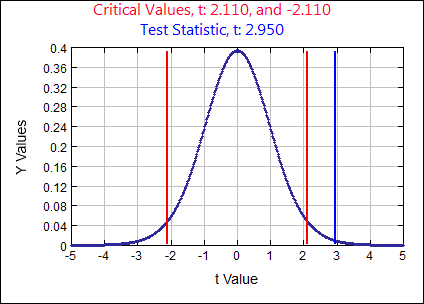 Critical Values, t: 2.110, and -2.110
Test Statistic, t: 2.950
Y Values
0.4
0.36
0.32
0.28
0.24
0.2
0.16
0.12
0.08
0.04
0
-5 -4 -3 -2 -1 0 1 2 3 4 5
t Value